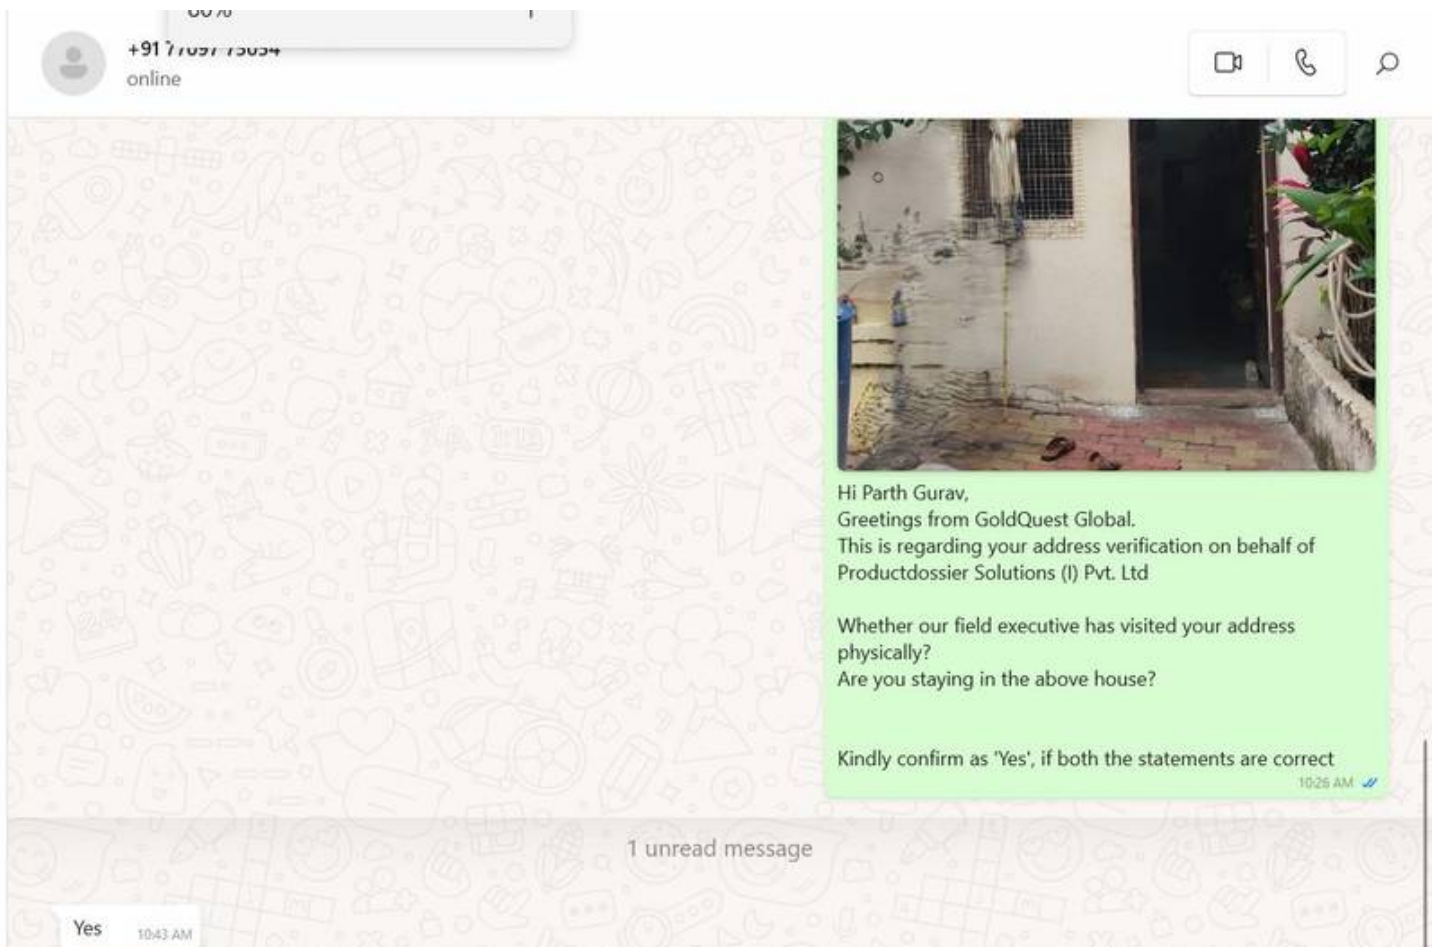 +91
online
Hi Parth Gurav,
Greetings from GoldQuest Global.
This is regarding your address verification on behalf of
Productdossier Solutions (I) Pvt. Ltd
Whether our field executive has visited your address
physically?
Are you staying in the above house?
Kindly confirm as 'Yes', if both the statements are correct
10:26 AM
1 unread message
Yes
10:43 AM